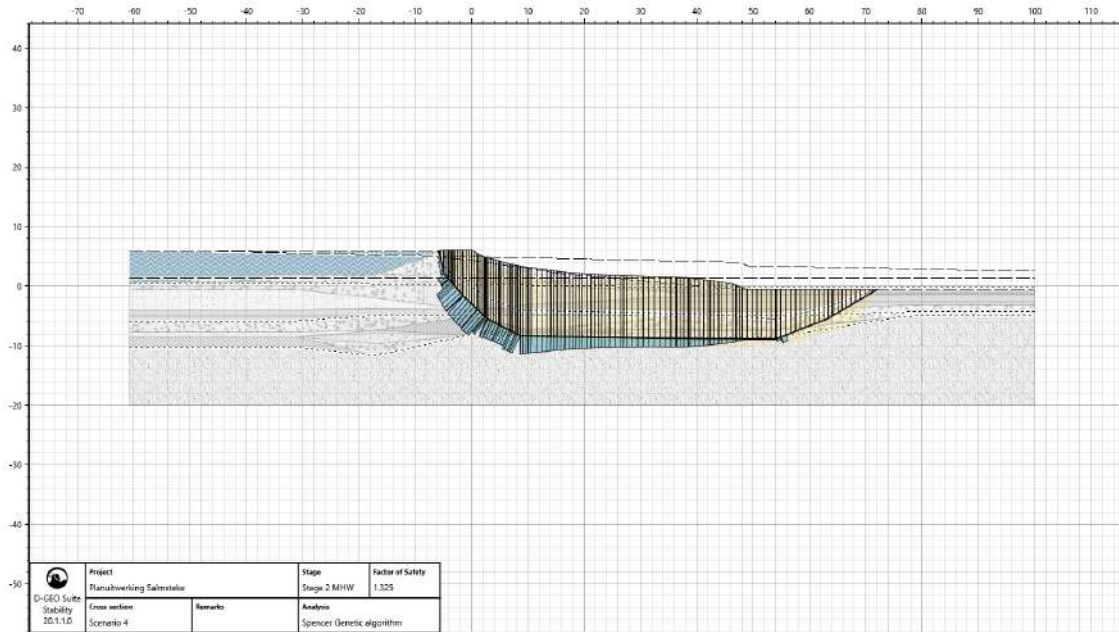 -70 -60 -50 -40 -30 -20 -10 0 10 20 30 40 50 60 70 80 90 100 110
40
30
20
10
0
-10
-20
-30
-40
-50
D-GEO Suite
Stability
20.1.1.0
Project
Planuitwerking Salmsteke
Stage
Stage 2 MHW
Factor of Safety
1.325
Cross section
Scenario 4
Remarks
Analysis
Spencer Genetic algorithm